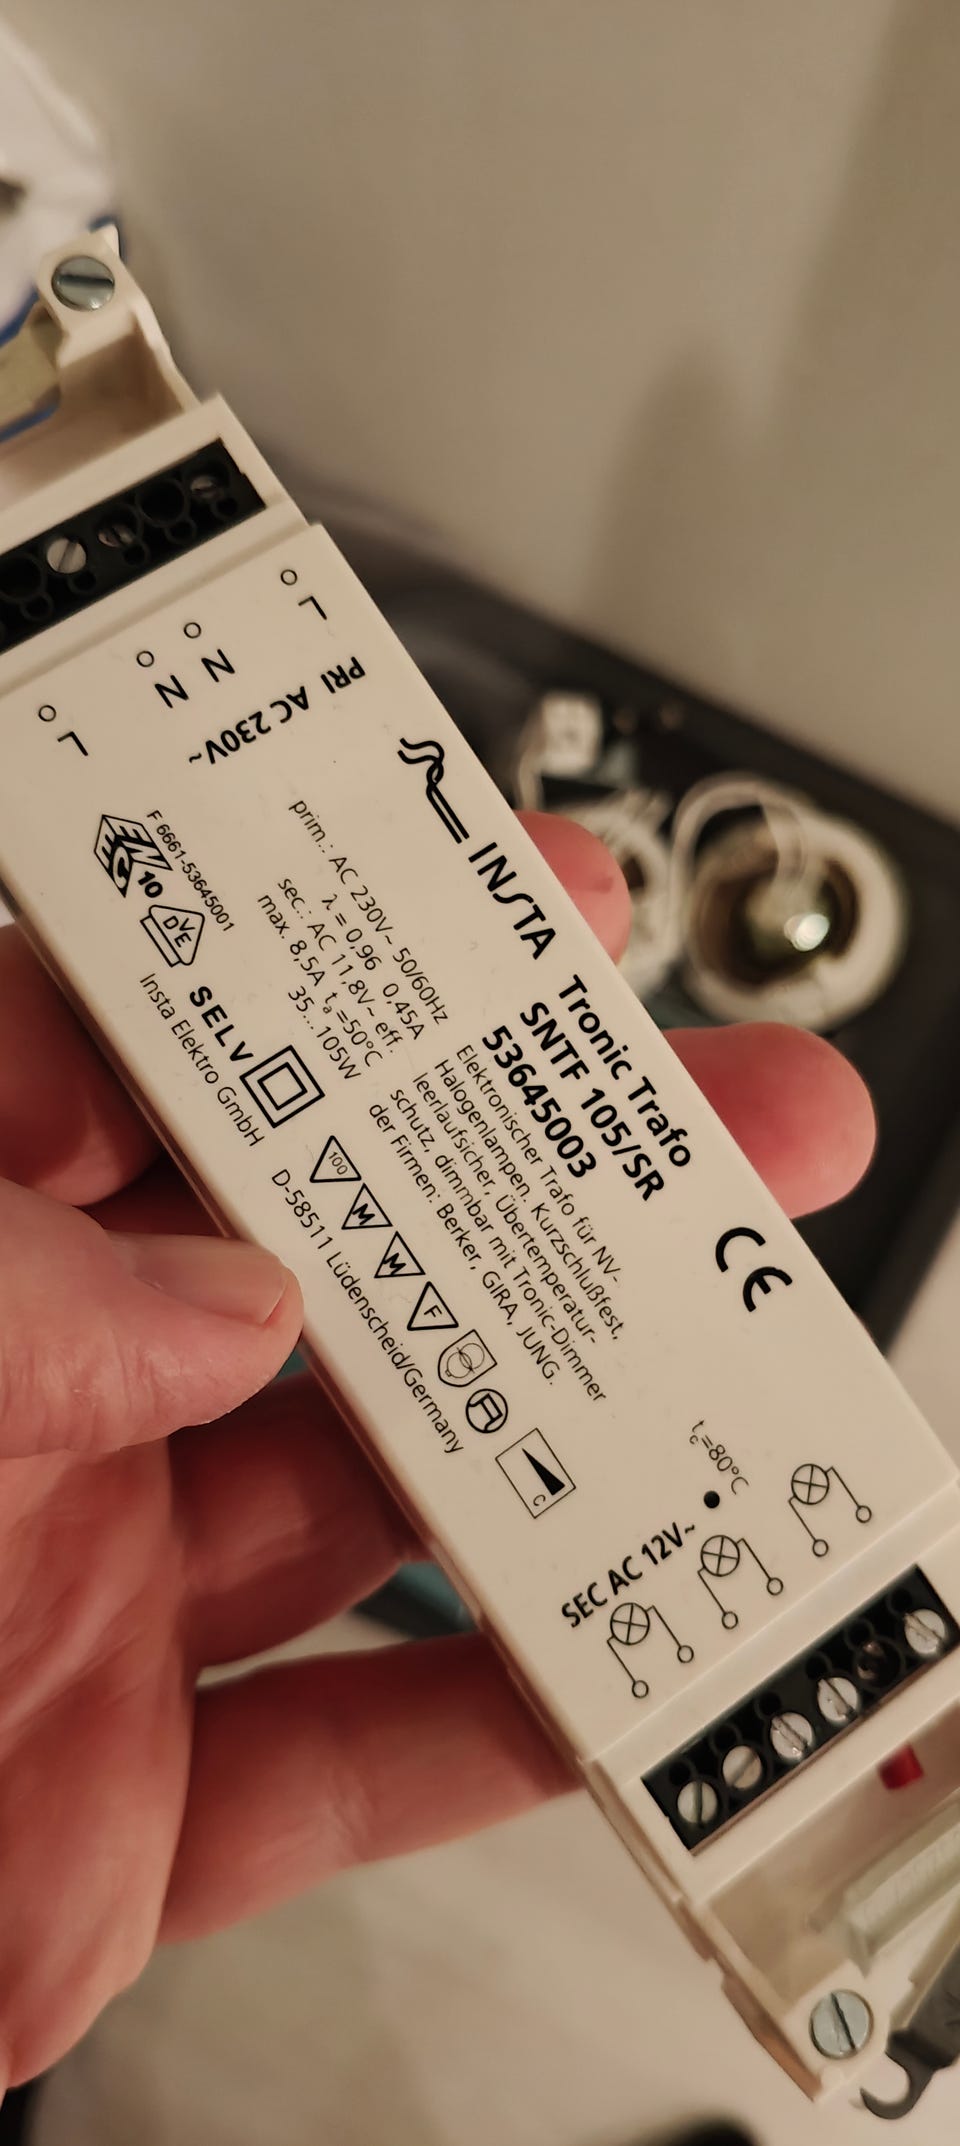 L
N
N
L
PRI AC 230V~
INSTA
Tronic Trafo
SNTF 105/SR
53645003
Elektronischer Trafo für NV-
Halogenlampen. Kurzschlußfest,
leerlaufsicher, Übertemperatur-
schutz, dimmbar mit Tronic-Dimmer
der Firmen: Berker, GIRA, JUNG.
prim.: AC 230V~ 50/60Hz
λ = 0,96 0,45A
sec.: AC 11,8V~ eff.
max. 8,5A ta=50°C
35...105W
F 6661-53645001
ENEC
10
VDE
SELV
100
M
M
F
C
Insta Elektro GmbH D-58511 Lüdenscheid/Germany
CE
tc=80°C
SEC AC 12V~